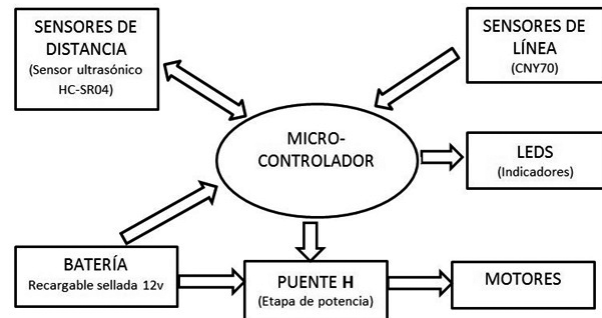 SENSORES DE
DISTANCIA
(Sensor ultrasónico
HC-SR04)
SENSORES DE
LÍNEA
(CNY70)
MICRO-
CONTROLADOR
LEDS
(Indicadores)
BATERÍA
Recargable sellada 12v
PUENTE H
(Etapa de potencia)
MOTORES